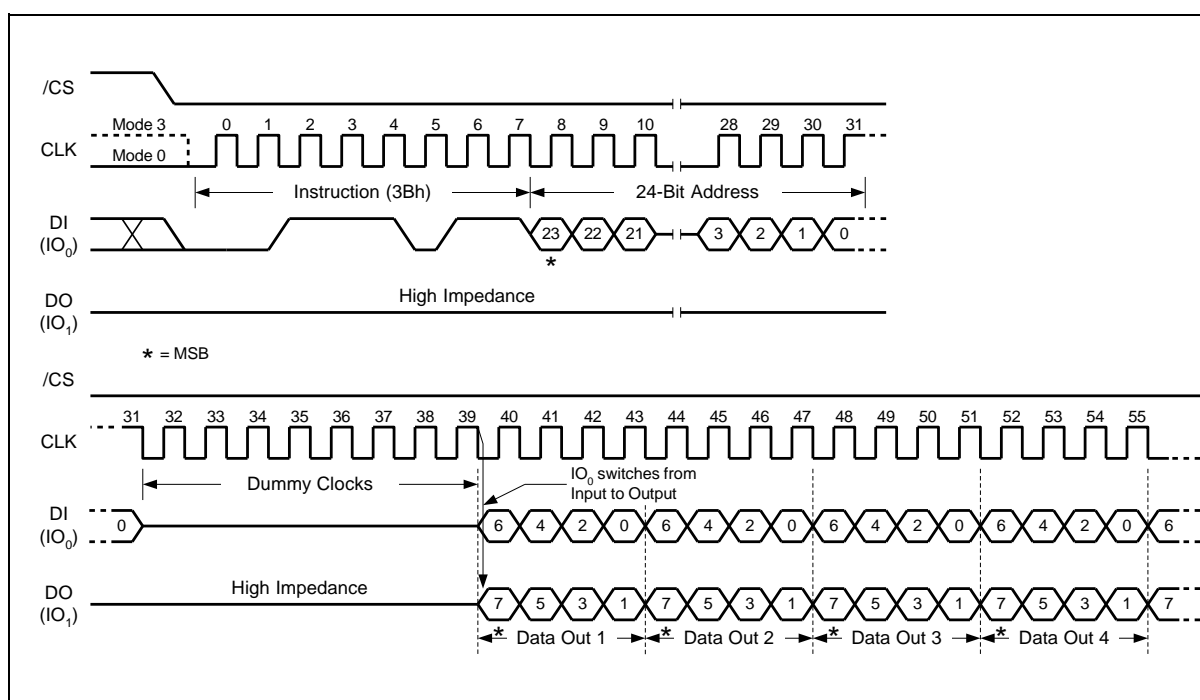 /CS
Mode 3 0 1 2 3 4 5 6 7 8 9 10 28 29 30 31
CLK
Mode 0
Instruction (3Bh) 24-Bit Address
DI
(IO0) 23 22 21 3 2 1 0
*
DO High Impedance
(IO1)
* = MSB
/CS
31 32 33 34 35 36 37 38 39 40 41 42 43 44 45 46 47 48 49 50 51 52 53 54 55
CLK
Dummy Clocks IO0 switches from
Input to Output
DI
(IO0) 0 6 4 2 0 6 4 2 0 6 4 2 0 6 4 2 0 6
DO High Impedance
(IO1) 7 5 3 1 7 5 3 1 7 5 3 1 7 5 3 1 7
* Data Out 1 * Data Out 2 * Data Out 3 * Data Out 4